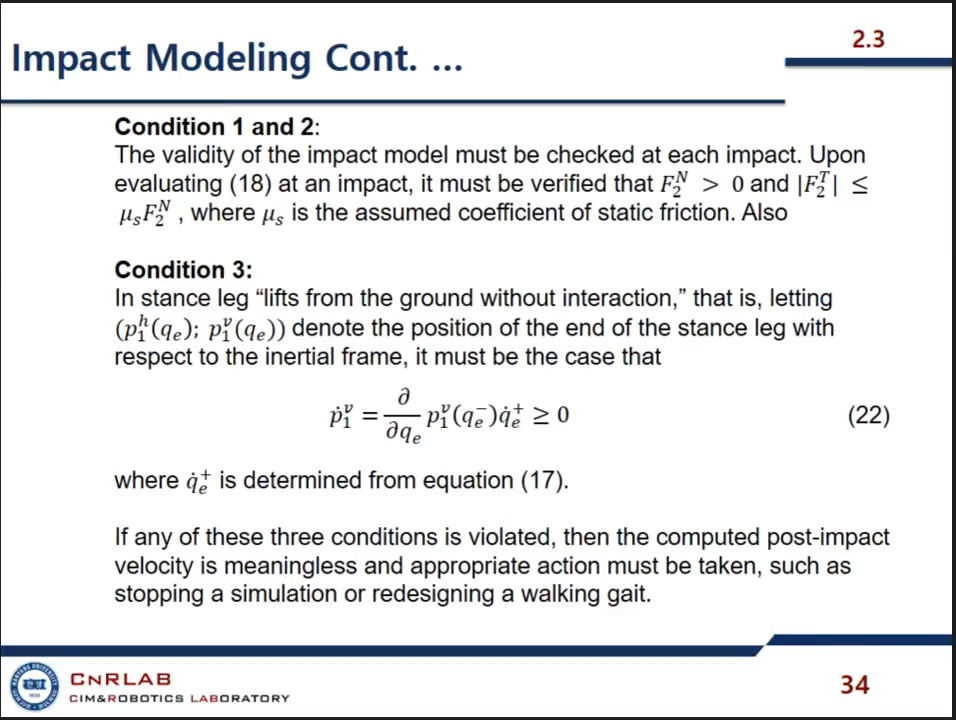 2.3
Impact Modeling Cont. ...
Condition 1 and 2:
The validity of the impact model must be checked at each impact. Upon
evaluating (18) at an impact, it must be verified that F₂ᴺ > 0 and |F₂ᵀ| ≤
μₛF₂ᴺ , where μₛ is the assumed coefficient of static friction. Also
Condition 3:
In stance leg “lifts from the ground without interaction,” that is, letting
(p₁ʰ(qₑ); p₁ᵛ(qₑ)) denote the position of the end of the stance leg with
respect to the inertial frame, it must be the case that
ṗ₁ᵛ = ∂/∂qₑ p₁ᵛ(qₑ⁻)q̇ₑ⁺ ≥ 0 (22)
where q̇ₑ⁺ is determined from equation (17).
If any of these three conditions is violated, then the computed post-impact
velocity is meaningless and appropriate action must be taken, such as
stopping a simulation or redesigning a walking gait.
CNRLAB
CIM&ROBOTICS LABORATORY
34